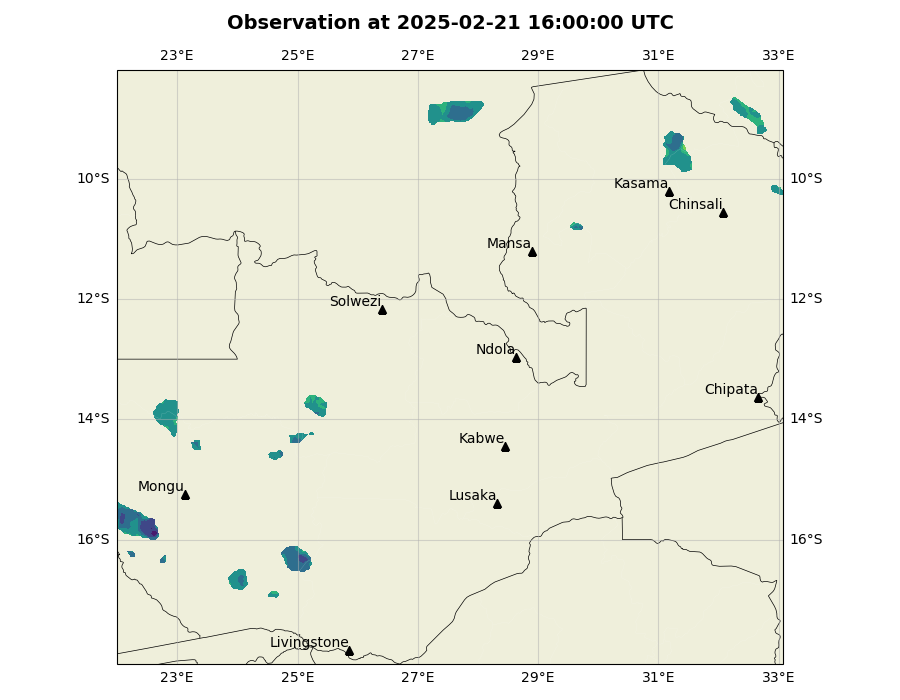 Observation at 2025-02-21 16:00:00 UTC
23°E 25°E 27°E 29°E 31°E 33°E
10°S 10°S
Kasama
Chinsali
Mansa
12°S 12°S
Solwezi
Ndola
Chipata
14°S 14°S
Kabwe
Mongu
Lusaka
16°S 16°S
Livingstone
23°E 25°E 27°E 29°E 31°E 33°E